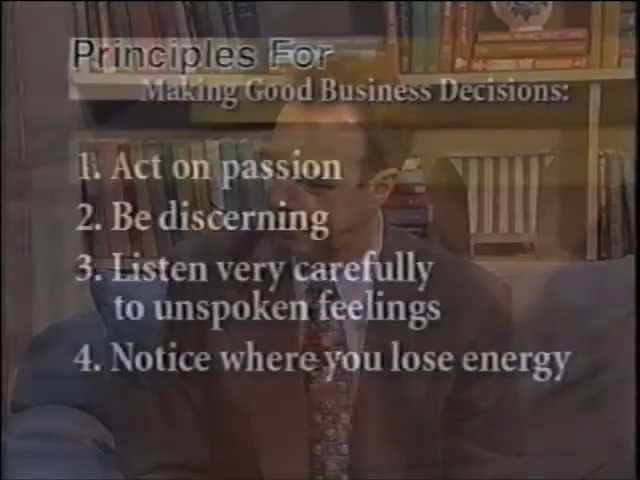 Principles For
Making Good Business Decisions:
1. Act on passion
2. Be discerning
3. Listen very carefully
to unspoken feelings
4. Notice where you lose energy